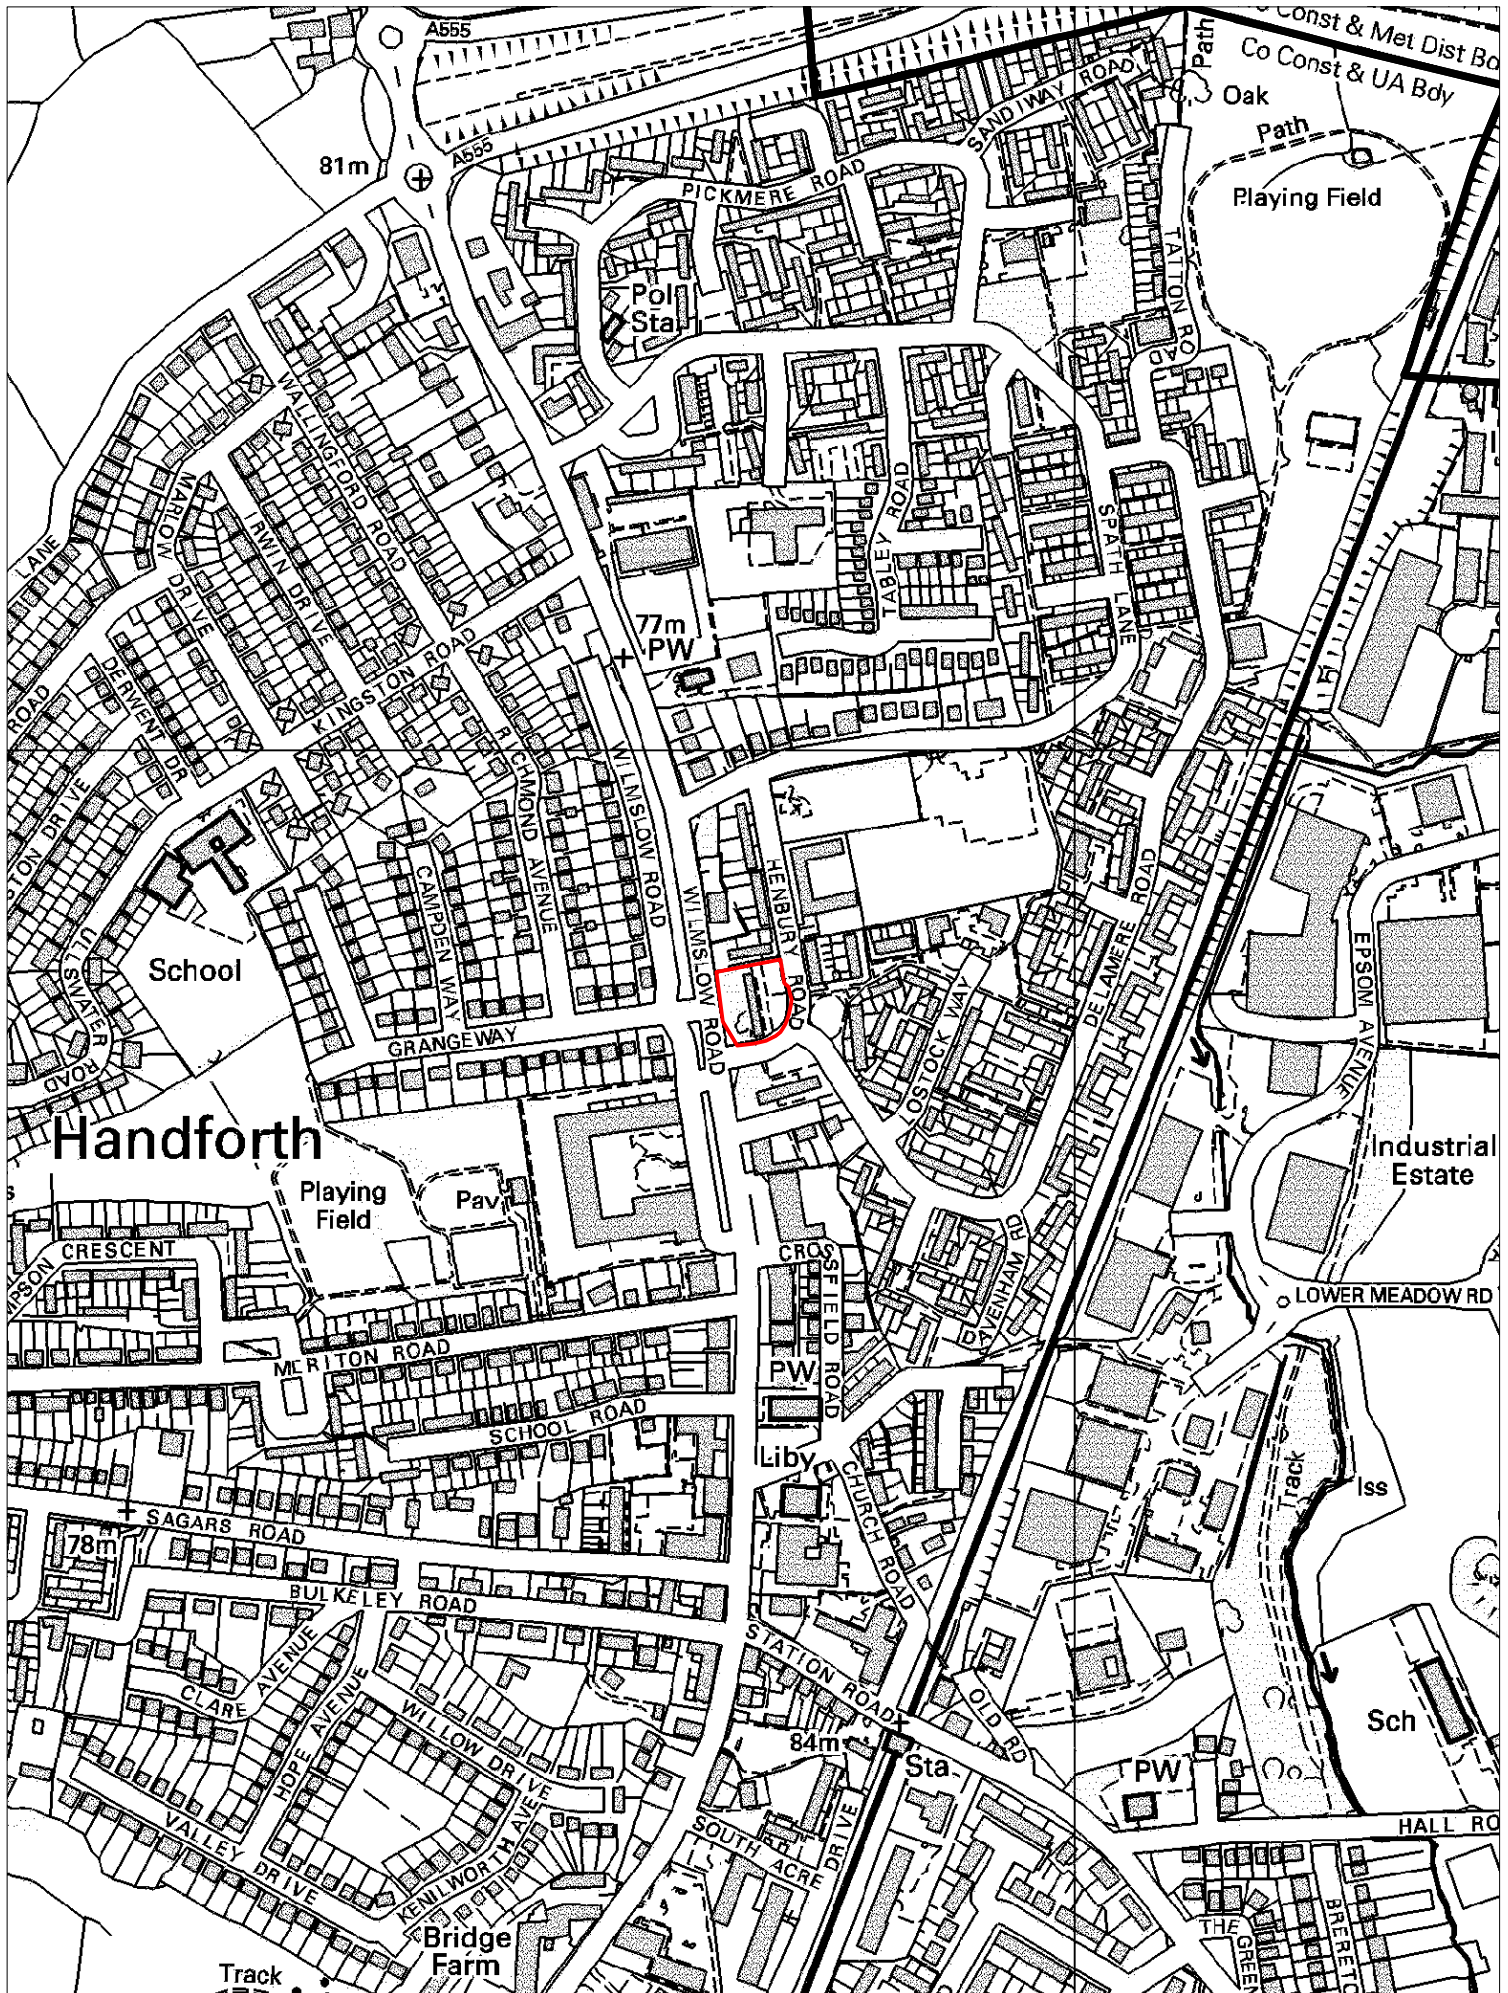 A555
Const & Met Dist
Co Const & UA Bdy
Path
Oak
SANDIWAY ROAD
A555
Path
81m
PICKMERE ROAD
Playing Field
TATTON ROAD
ROAD
Pol
Sta
WALLINGFORD ROAD
MARLOW DRIVE
IRWIN DRIVE
TABLEY ROAD
SPATH LANE
LANE
77m
PW
KINGSTON ROAD
DERWENT DR
ROAD
RICHMOND AVENUE
WILMSLOW ROAD
DRIVE
CAMPDEN WAY
WILMSLOW ROAD
HENBURY ROAD
DELAMERE ROAD
EPSOM AVENUE
School
ULLSWATER ROAD
LOSTOCK WAY
GRANGEWAY
Handforth
Playing
Field
Pav
Industrial
Estate
CRESCENT
CROSSFIELD ROAD
DAVENHAM RD
LOWER MEADOW RD
MERITON ROAD
PW
SCHOOL ROAD
Liby
CHURCH ROAD
Track
Iss
SAGARS ROAD
78m
BULKELEY ROAD
STATION ROAD
CLARE AVENUE
HOPE AVENUE
WILLOW DRIVE
OLD RD
84m
Sta
Sch
PW
HALL RO
VALLEY DRIVE
KENILWORTH AVE
SOUTH ACRE DRIVE
Bridge
Farm
THE GREEN
BRERETO
Track